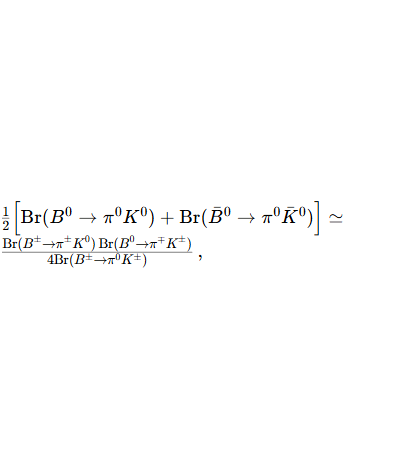 ½[Br(B⁰ → π⁰K⁰) + Br(B̄⁰ → π⁰K̄⁰)] ≃
Br(B^± → π^±K⁰) Br(B⁰ → π^∓K^±) / 4Br(B^± → π⁰K^±) ,